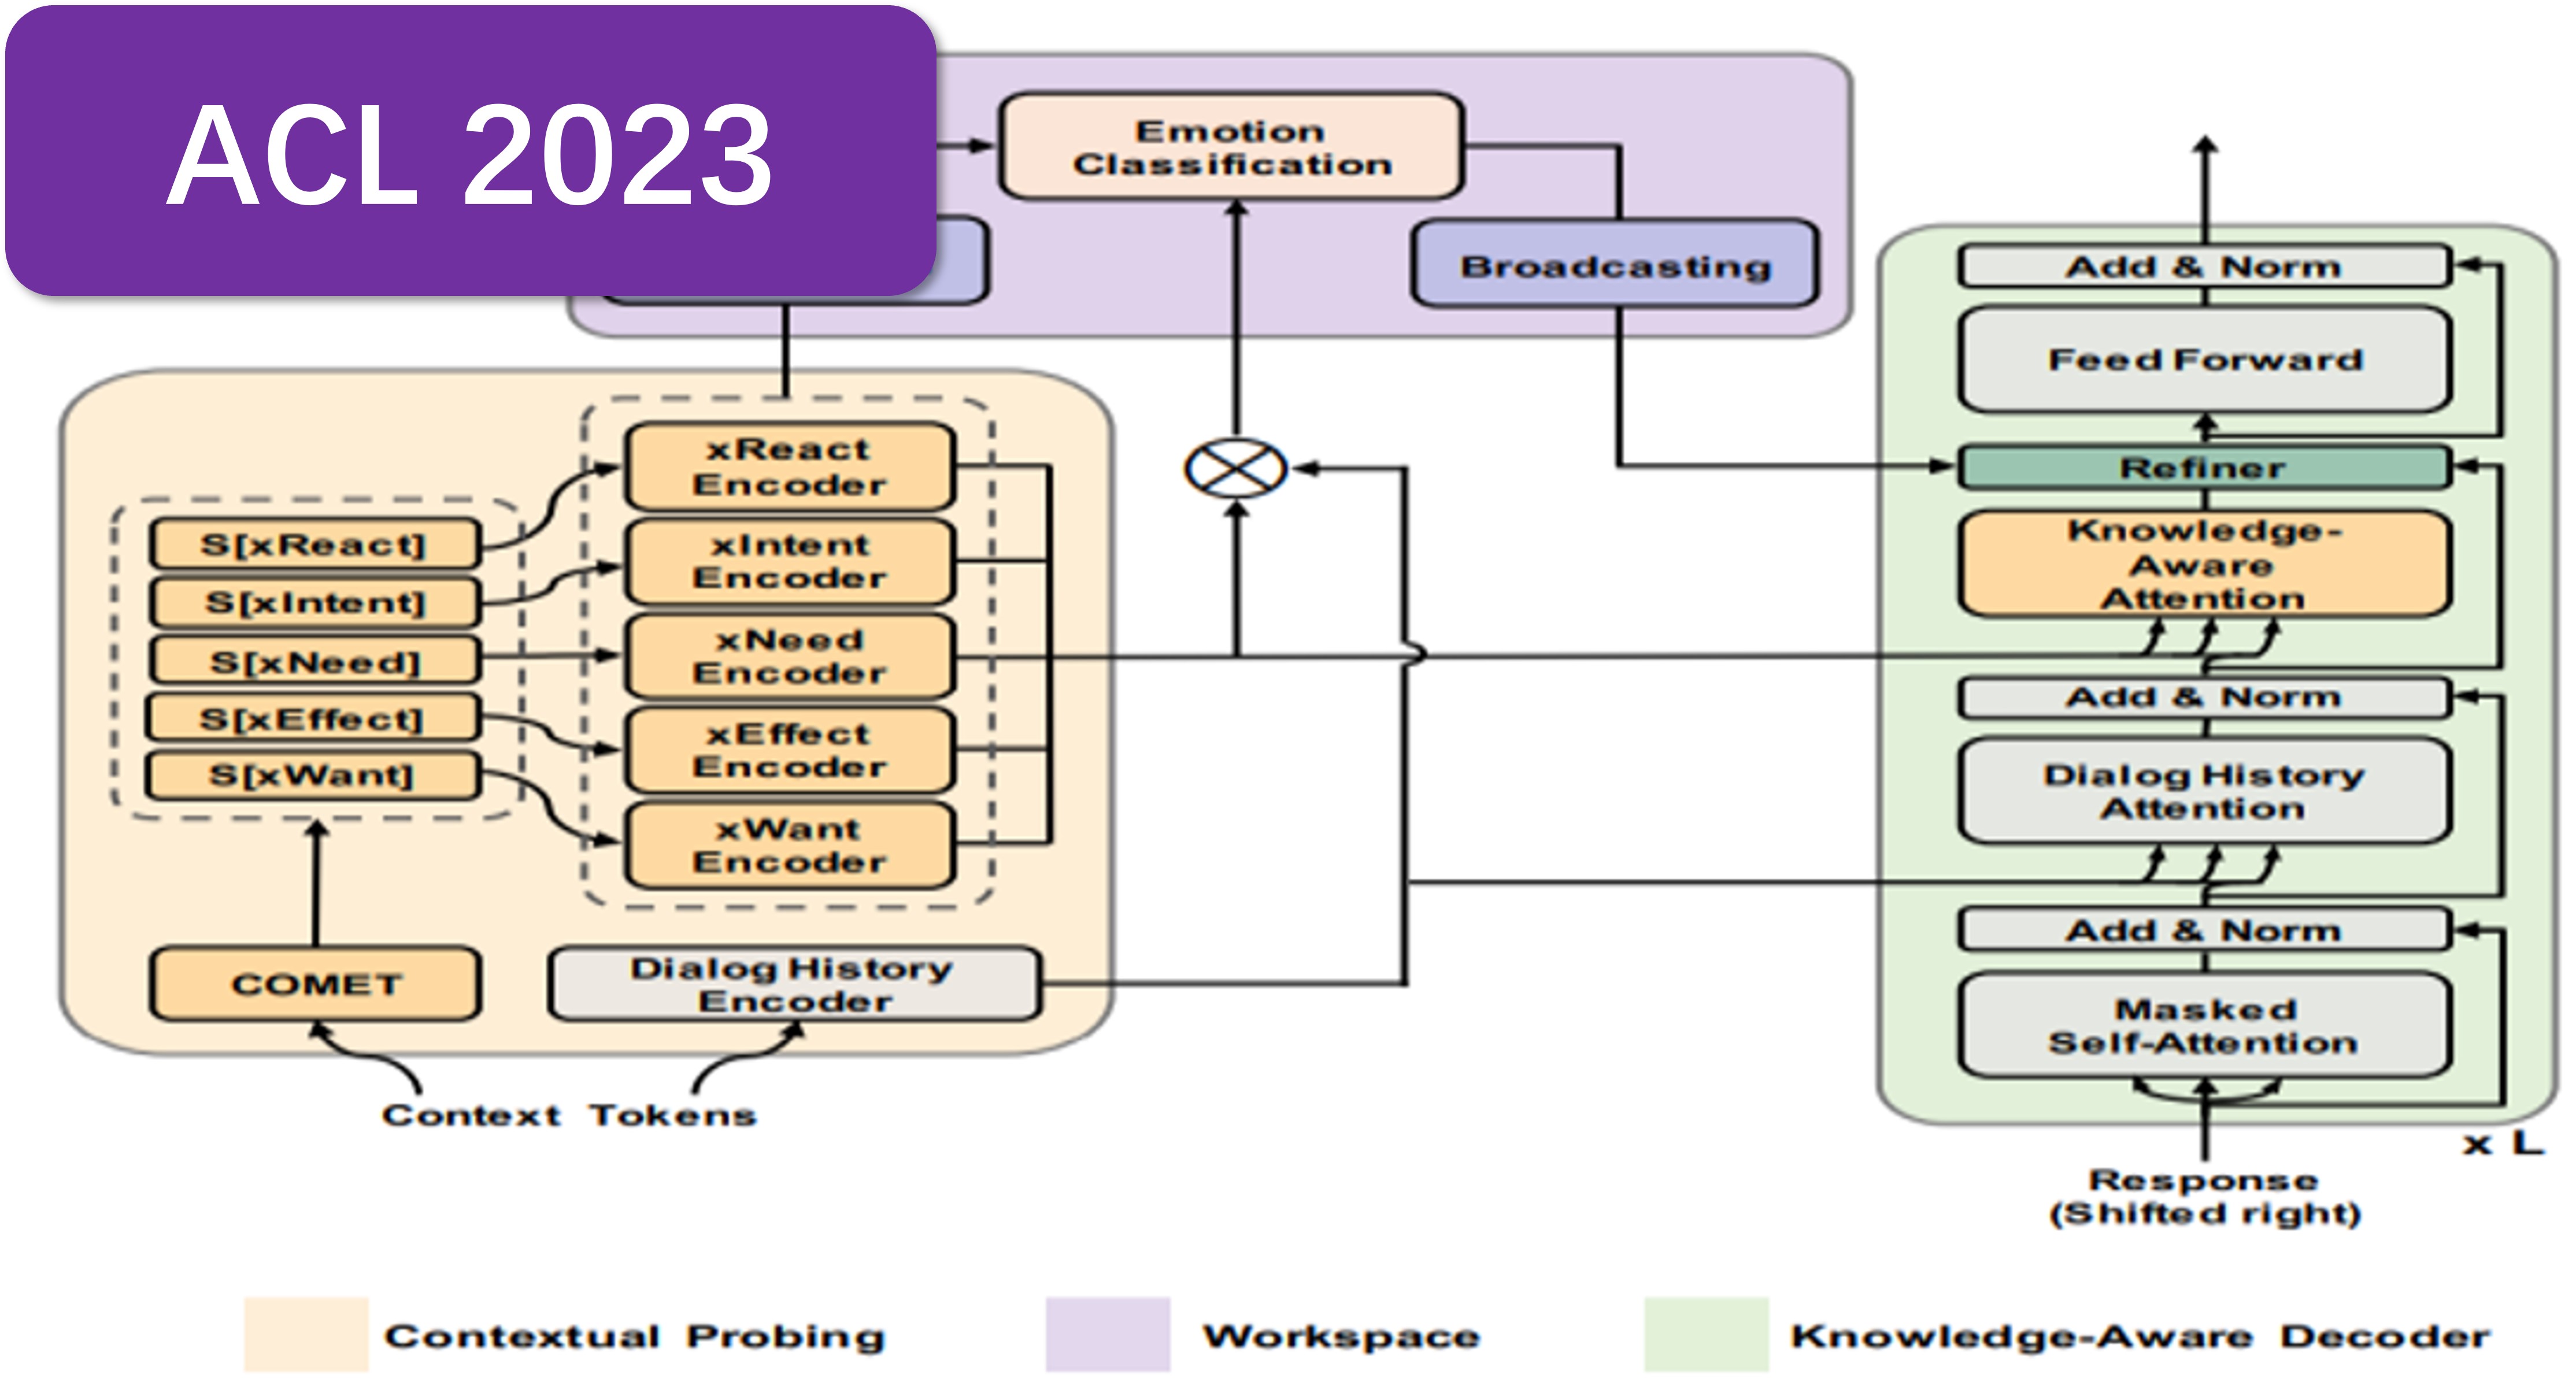 ACL 2023
Emotion
Classification
Broadcasting
Add & Norm
Feed Forward
Refiner
Knowledge-
Aware
Attention
Add & Norm
Dialog History
Attention
Add & Norm
Masked
Self-Attention
x L
Response
(Shifted right)
xReact
Encoder
xIntent
Encoder
xNeed
Encoder
xEffect
Encoder
xWant
Encoder
S[xReact]
S[xIntent]
S[xNeed]
S[xEffect]
S[xWant]
COMET
Dialog History
Encoder
Context Tokens
Contextual Probing
Workspace
Knowledge-Aware Decoder